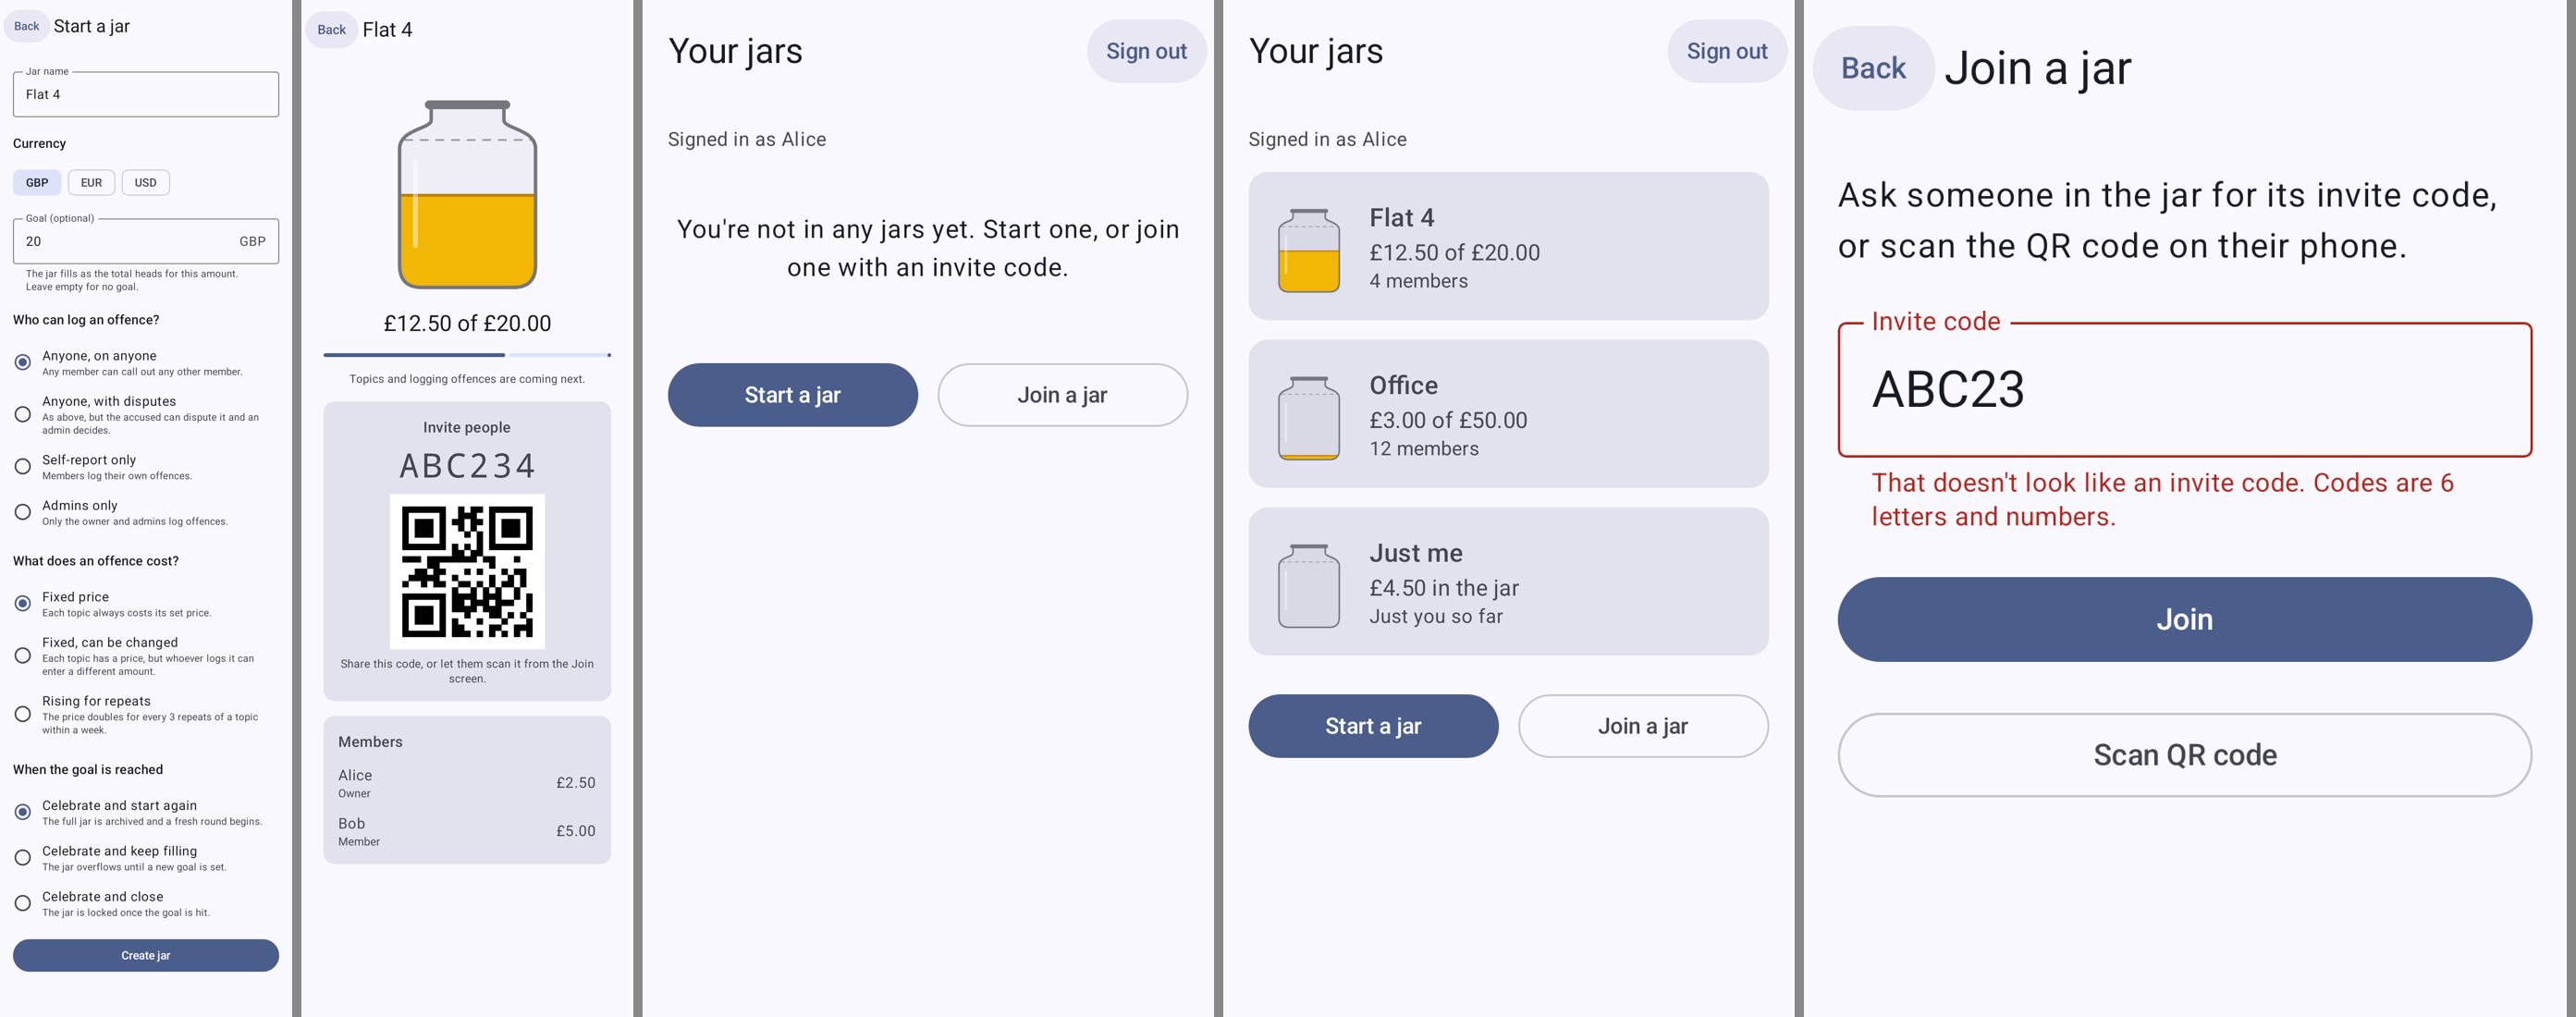 Back
Start a jar
Jar name
Flat 4
Currency
GBP
EUR
USD
Goal (optional)
20
GBP
The jar fills as the total heads for this amount.
Leave empty for no goal.
Who can log an offence?
Anyone, on anyone
Any member can call out any other member.
Anyone, with disputes
As above, but the accused can dispute it and an
admin decides.
Self-report only
Members log their own offences.
Admins only
Only the owner and admins log offences.
What does an offence cost?
Fixed price
Each topic always costs its set price.
Fixed, can be changed
Each topic has a price, but whoever logs it can
enter a different amount.
Rising for repeats
The price doubles for every 3 repeats of a topic
within a week.
When the goal is reached
Celebrate and start again
The full jar is archived and a fresh round begins.
Celebrate and keep filling
The jar overflows until a new goal is set.
Celebrate and close
The jar is locked once the goal is hit.
Create jar
Back
Flat 4
£12.50 of £20.00
Topics and logging offences are coming next.
Invite people
ABC234
Share this code, or let them scan it from the Join
screen.
Members
Alice
Owner
£2.50
Bob
Member
£5.00
Your jars
Sign out
Signed in as Alice
You're not in any jars yet. Start one, or join
one with an invite code.
Start a jar
Join a jar
Your jars
Sign out
Signed in as Alice
Flat 4
£12.50 of £20.00
4 members
Office
£3.00 of £50.00
12 members
Just me
£4.50 in the jar
Just you so far
Start a jar
Join a jar
Back
Join a jar
Ask someone in the jar for its invite code,
or scan the QR code on their phone.
Invite code
ABC23
That doesn't look like an invite code. Codes are 6
letters and numbers.
Join
Scan QR code